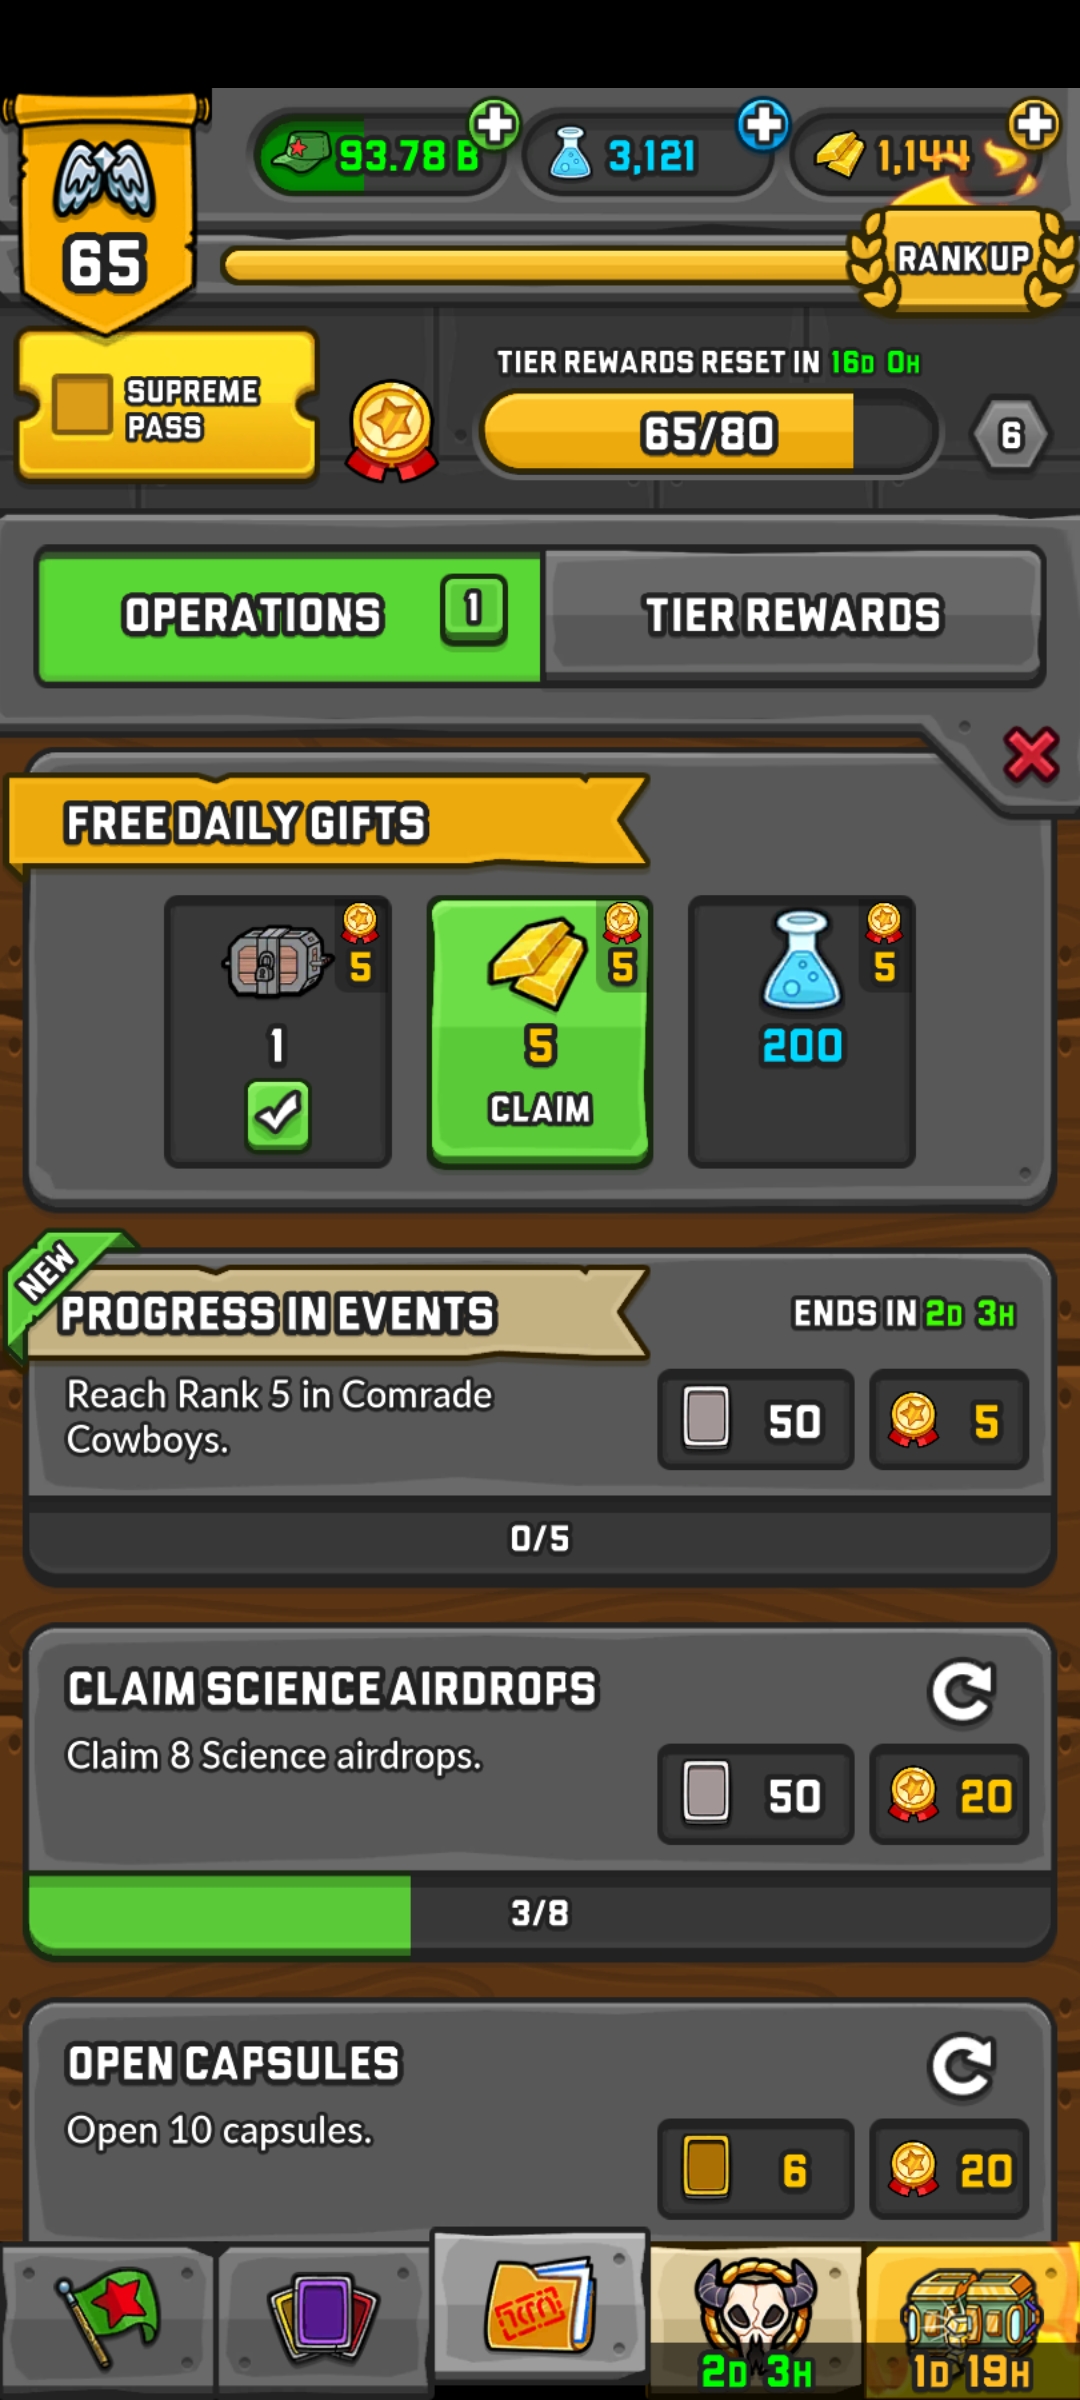 93.78 B
3,121
1,144
65
RANK UP
SUPREME
PASS
TIER REWARDS RESET IN 16D 0H
65/80
6
OPERATIONS 1
TIER REWARDS
FREE DAILY GIFTS
5
5
5
1
5
200
CLAIM
NEW
PROGRESS IN EVENTS
ENDS IN 2D 3H
Reach Rank 5 in Comrade
Cowboys.
50
5
0/5
CLAIM SCIENCE AIRDROPS
Claim 8 Science airdrops.
50
20
3/8
OPEN CAPSULES
Open 10 capsules.
6
20
2D 3H
1D 19H